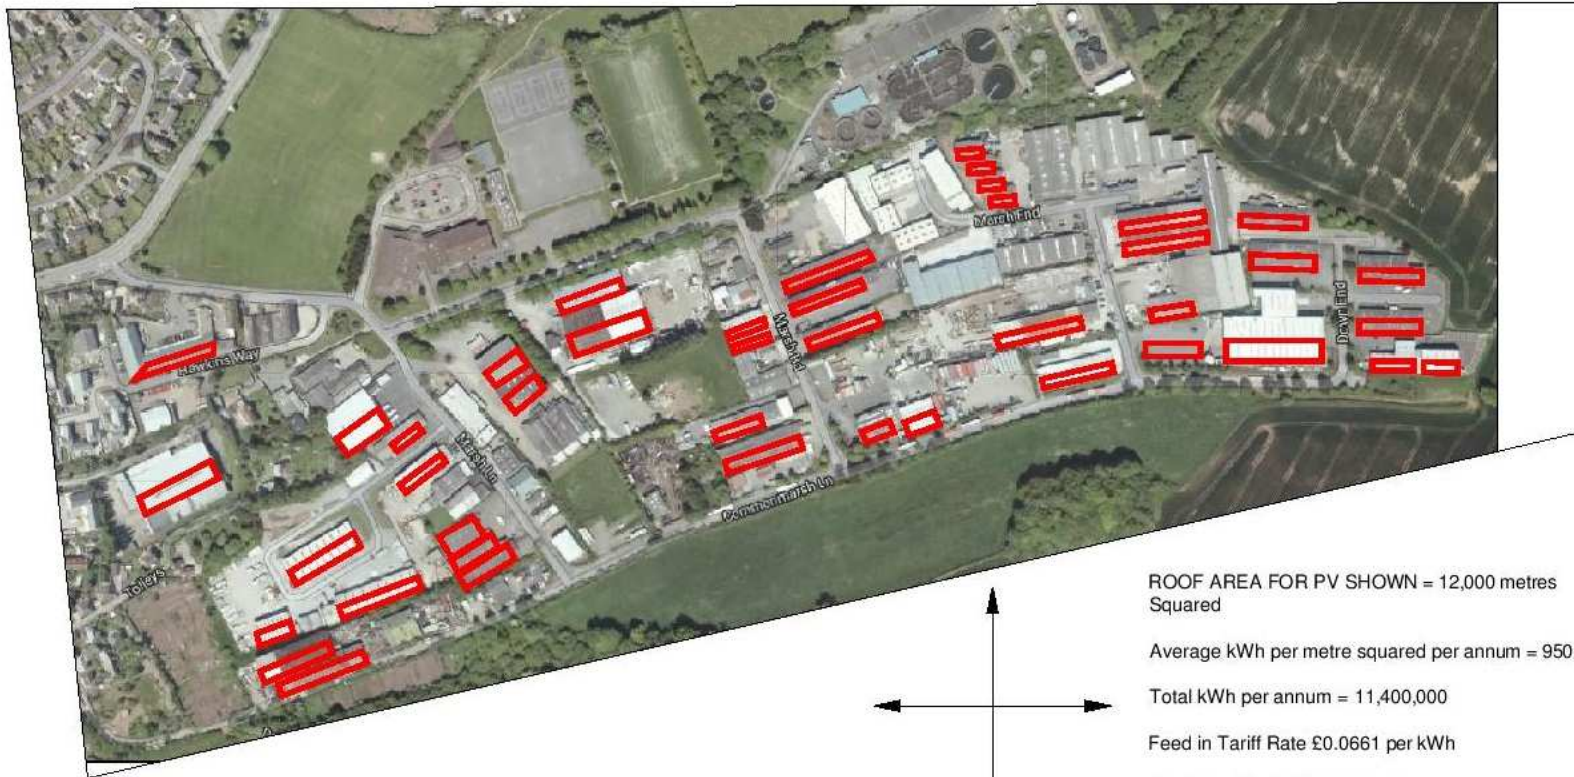 Marsh End
Marsh Rd
Down End
Hawkins Way
Marsh Ln
Commonmarsh Ln
Tolleys
ROOF AREA FOR PV SHOWN = 12,000 metres
Squared
Average kWh per metre squared per annum = 950
Total kWh per annum = 11,400,000
Feed in Tariff Rate £0.0661 per kWh